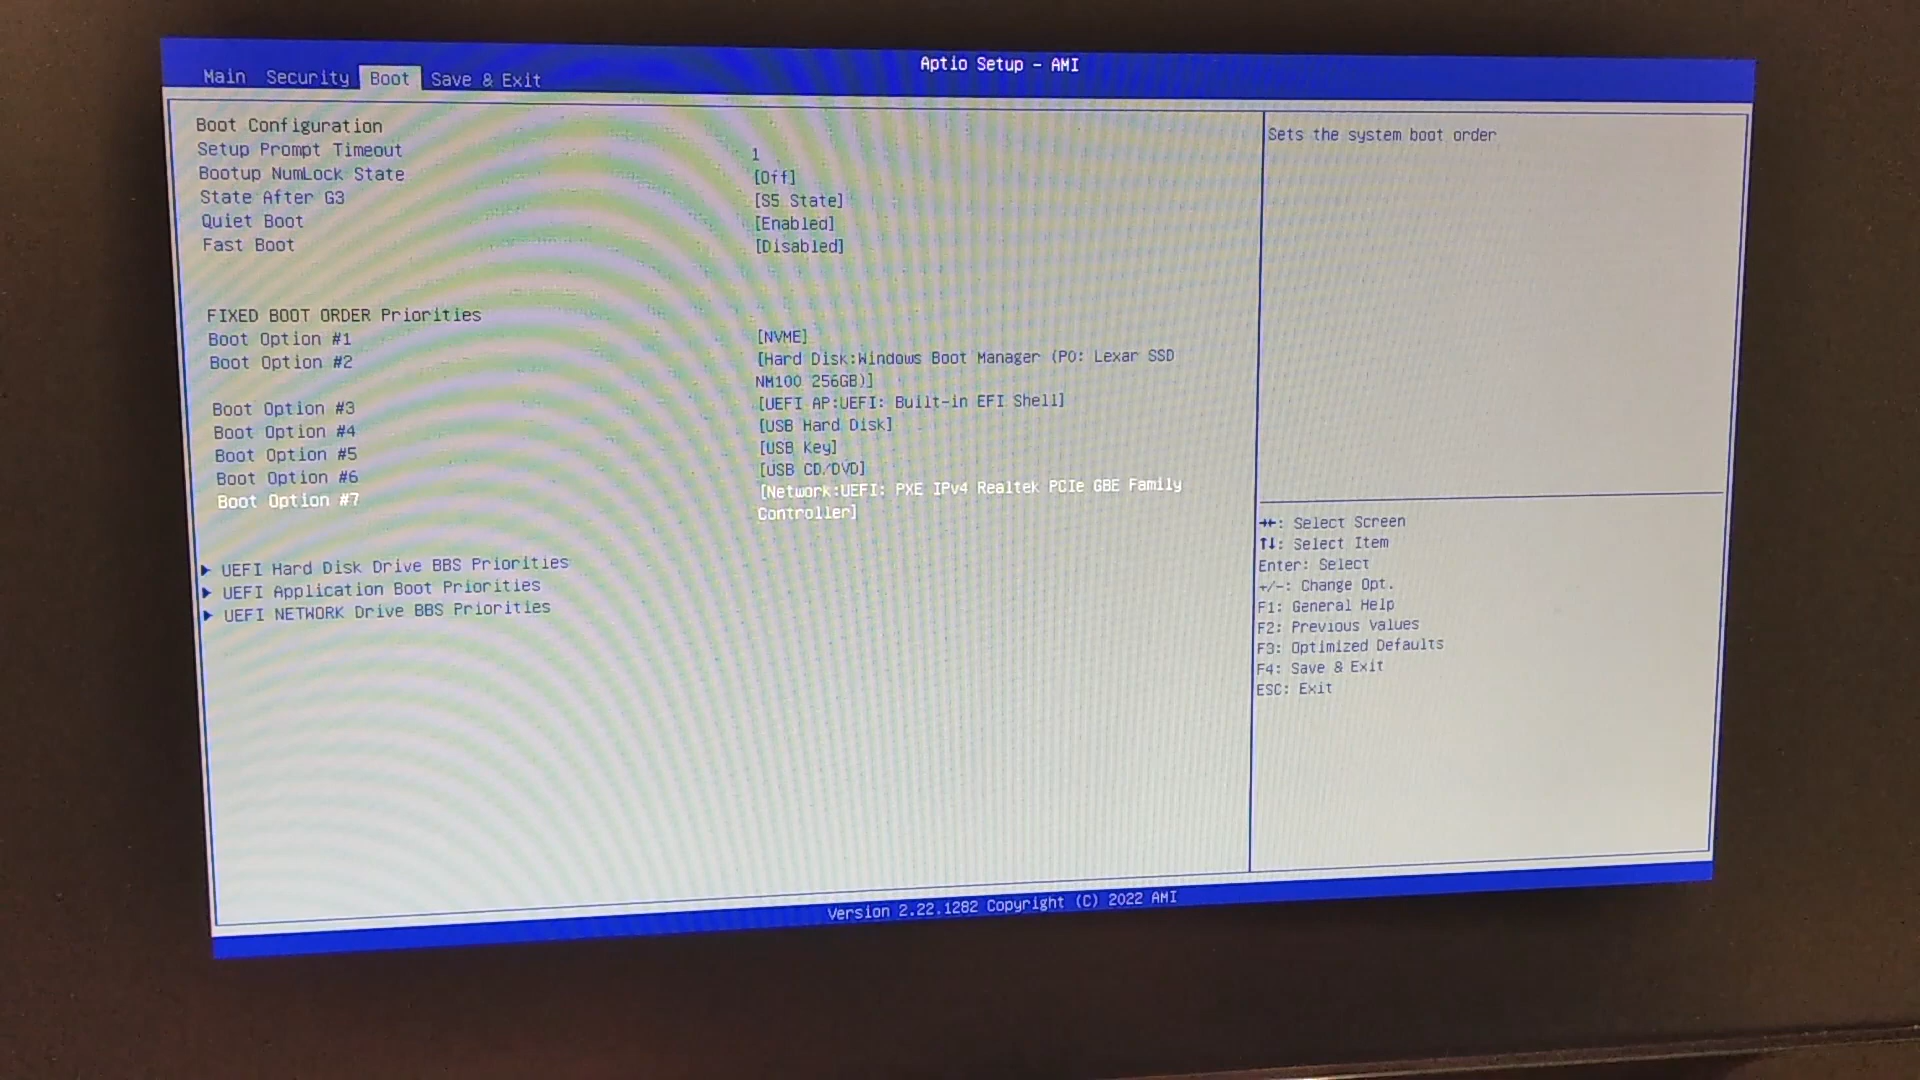 Aptio Setup - AMI
Main Security Boot Save & Exit
Boot Configuration
Setup Prompt Timeout 1
Bootup NumLock State [Off]
State After G3 [S5 State]
Quiet Boot [Enabled]
Fast Boot [Disabled]
FIXED BOOT ORDER Priorities
Boot Option #1 [NVME]
Boot Option #2 [Hard Disk:Windows Boot Manager (P0: Lexar SSD
NM100 256GB)]
Boot Option #3 [UEFI AP:UEFI: Built-in EFI Shell]
Boot Option #4 [USB Hard Disk]
Boot Option #5 [USB Key]
Boot Option #6 [USB CD/DVD]
Boot Option #7 [Network:UEFI: PXE IPv4 Realtek PCIe GBE Family
Controller]
▶ UEFI Hard Disk Drive BBS Priorities
▶ UEFI Application Boot Priorities
▶ UEFI NETWORK Drive BBS Priorities
Sets the system boot order
→←: Select Screen
↑↓: Select Item
Enter: Select
+/-: Change Opt.
F1: General Help
F2: Previous Values
F3: Optimized Defaults
F4: Save & Exit
ESC: Exit
Version 2.22.1282 Copyright (C) 2022 AMI